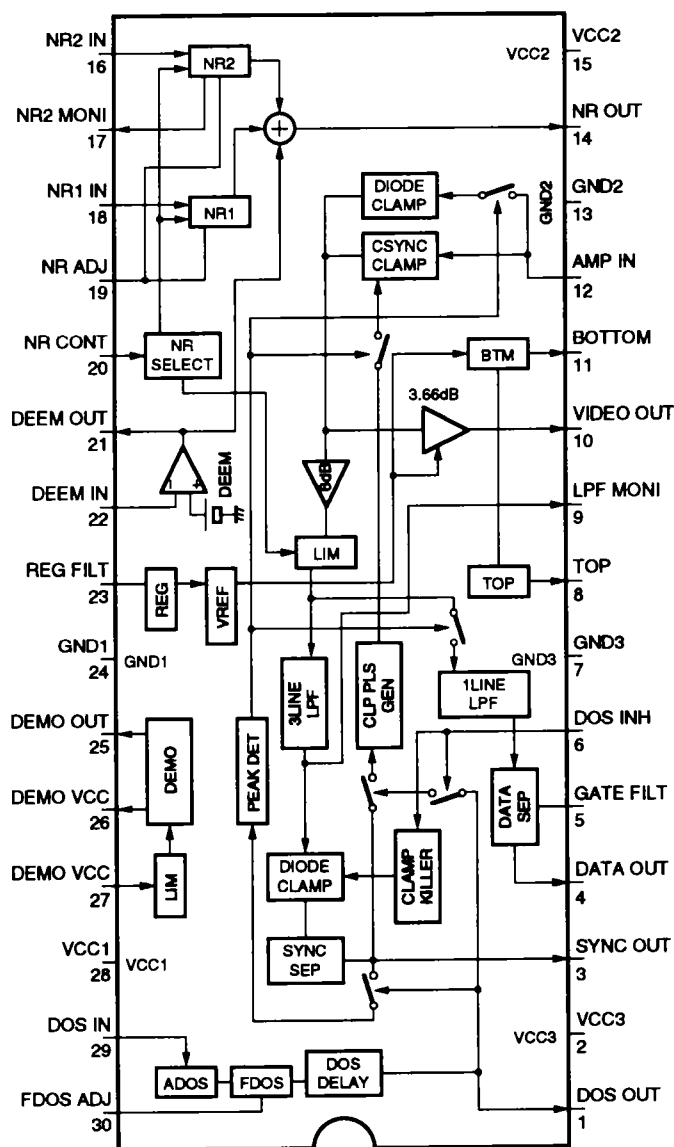 NR2 IN
16
NR2 MONI
17
NR1 IN
18
NR ADJ
19
NR CONT
20
DEEM OUT
21
DEEM IN
22
REG FILT
23
GND1
24
DEMO OUT
25
DEMO VCC
26
DEMO VCC
27
VCC1
28
DOS IN
29
FDOS ADJ
30
NR2
NR1
NR
SELECT
+
DIODE
CLAMP
CSYNC
CLAMP
BTM
3.66dB
6dB
- +
DEEM
LIM
REG
VREF
TOP
GND1
GND3
3LINE
LPF
CLP PLS
GEN
1LINE
LPF
PEAK DET
DEMO
LIM
DATA
SEP
DIODE
CLAMP
CLAMP
KILLER
SYNC
SEP
VCC1
VCC3
ADOS
FDOS
DOS
DELAY
VCC2
VCC2
15
NR OUT
14
GND2
GND2
13
AMP IN
12
BOTTOM
11
VIDEO OUT
10
LPF MONI
9
TOP
8
GND3
7
DOS INH
6
GATE FILT
5
DATA OUT
4
SYNC OUT
3
VCC3
2
DOS OUT
1